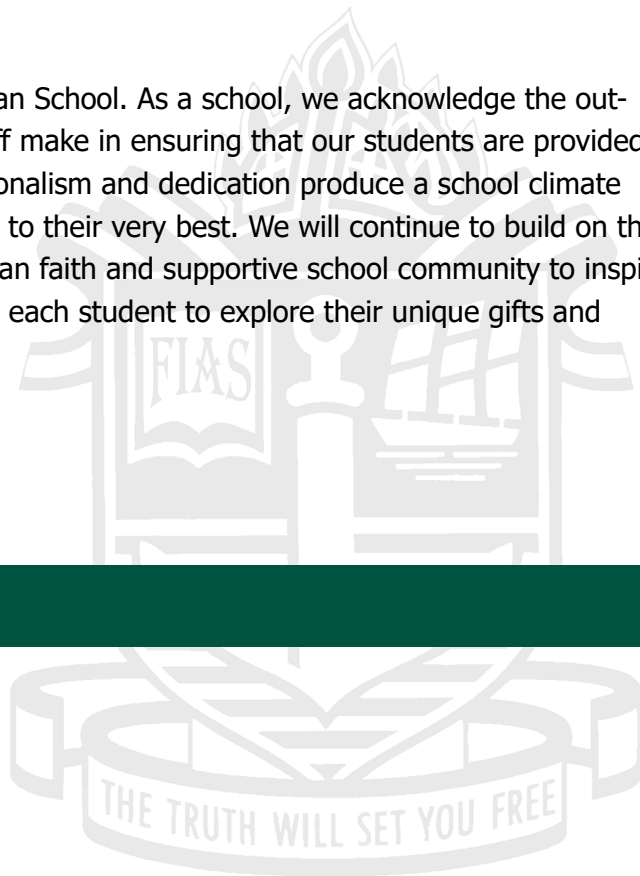 an School. As a school, we acknowledge the out-
ff make in ensuring that our students are provided
onalism and dedication produce a school climate
to their very best. We will continue to build on th
an faith and supportive school community to inspi
each student to explore their unique gifts and
FIAS
THE TRUTH WILL SET YOU FREE